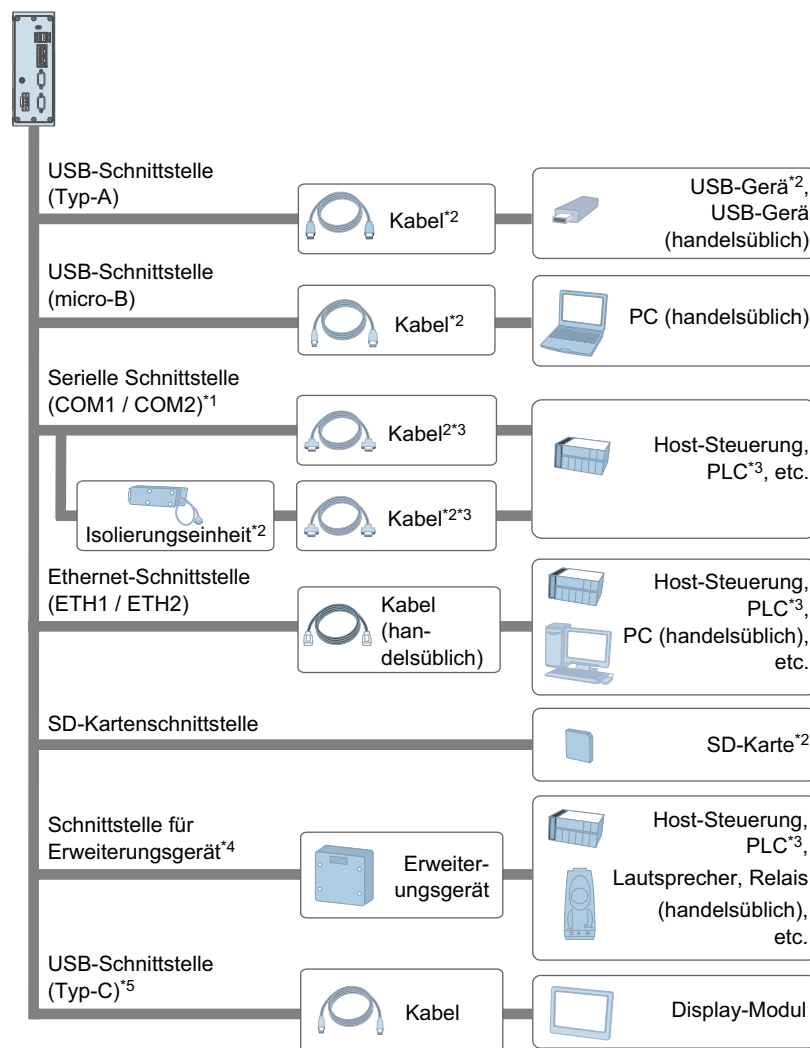 USB-Schnittstelle
(Typ-A)
Kabel*2
USB-Gerä*2,
USB-Gerä
(handelsüblich)
USB-Schnittstelle
(micro-B)
Kabel*2
PC (handelsüblich)
Serielle Schnittstelle
(COM1 / COM2)*1
Kabel2*3
Host-Steuerung,
PLC*3, etc.
Isolierungseinheit*2
Kabel*2*3
Ethernet-Schnittstelle
(ETH1 / ETH2)
Kabel
(han-
delsüblich)
Host-Steuerung,
PLC*3,
PC (handelsüblich),
etc.
SD-Kartenschnittstelle
SD-Karte*2
Schnittstelle für
Erweiterungsgerät*4
Erweiter-
ungsgerät
Host-Steuerung,
PLC*3,
Lautsprecher, Relais
(handelsüblich),
etc.
USB-Schnittstelle
(Typ-C)*5
Kabel
Display-Modul